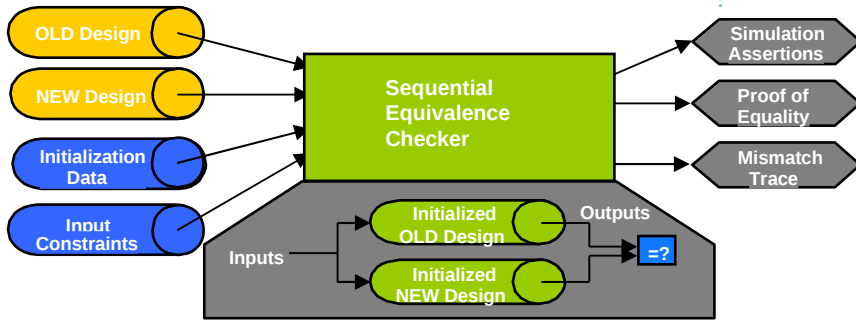 OLD Design
NEW Design
Initialization
Data
Input
Constraints
Sequential
Equivalence
Checker
Simulation
Assertions
Proof of
Equality
Mismatch
Trace
Inputs
Initialized
OLD Design
Initialized
NEW Design
Outputs
=?